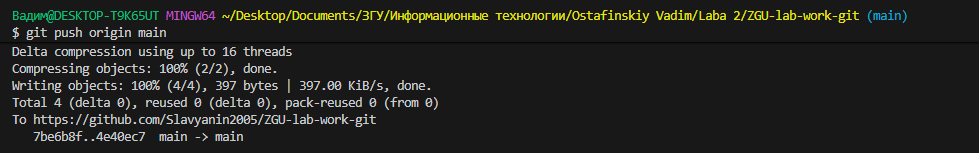 Вадим@DESKTOP-T9K65UT MINGW64 ~/Desktop/Documents/ЗГУ/Информационные технологии/Ostafinskiy Vadim/Laba 2/ZGU-lab-work-git (main)
$ git push origin main
Delta compression using up to 16 threads
Compressing objects: 100% (2/2), done.
Writing objects: 100% (4/4), 397 bytes | 397.00 KiB/s, done.
Total 4 (delta 0), reused 0 (delta 0), pack-reused 0 (from 0)
To https://github.com/Slavyanin2005/ZGU-lab-work-git
   7be6b8f..4e40ec7  main -> main